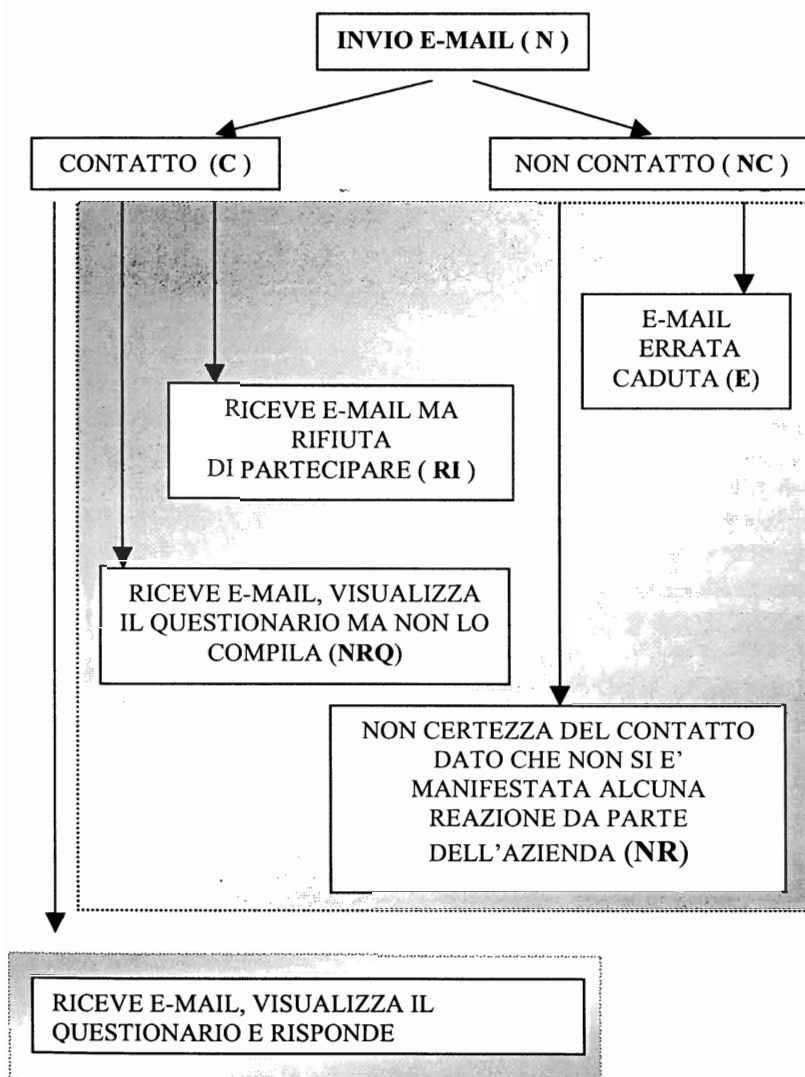 INVIO E-MAIL ( N )
CONTATTO (C )
NON CONTATTO ( NC )
E-MAIL
ERRATA
CADUTA (E)
RICEVE E-MAIL MA
RIFIUTA
DI PARTECIPARE ( RI )
RICEVE E-MAIL, VISUALIZZA
IL QUESTIONARIO MA NON LO
COMPILA (NRQ)
NON CERTEZZA DEL CONTATTO
DATO CHE NON SI E'
MANIFESTATA ALCUNA
REAZIONE DA PARTE
DELL'AZIENDA (NR)
RICEVE E-MAIL, VISUALIZZA IL
QUESTIONARIO E RISPONDE